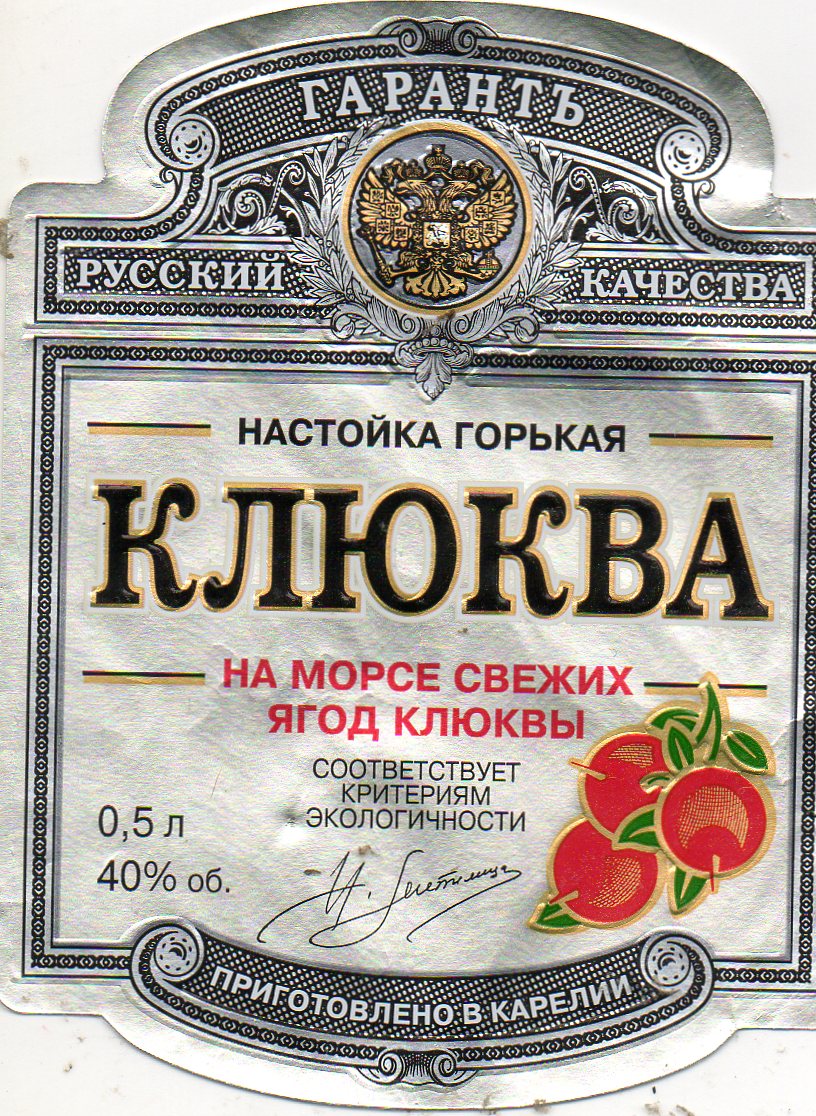 ГАРАНТЪ
РУССКИЙ КАЧЕСТВА
НАСТОЙКА ГОРЬКАЯ
КЛЮКВА
НА МОРСЕ СВЕЖИХ
ЯГОД КЛЮКВЫ
СООТВЕТСТВУЕТ
КРИТЕРИЯМ
ЭКОЛОГИЧНОСТИ
0,5 л
40% об.
ПРИГОТОВЛЕНО В КАРЕЛИИ